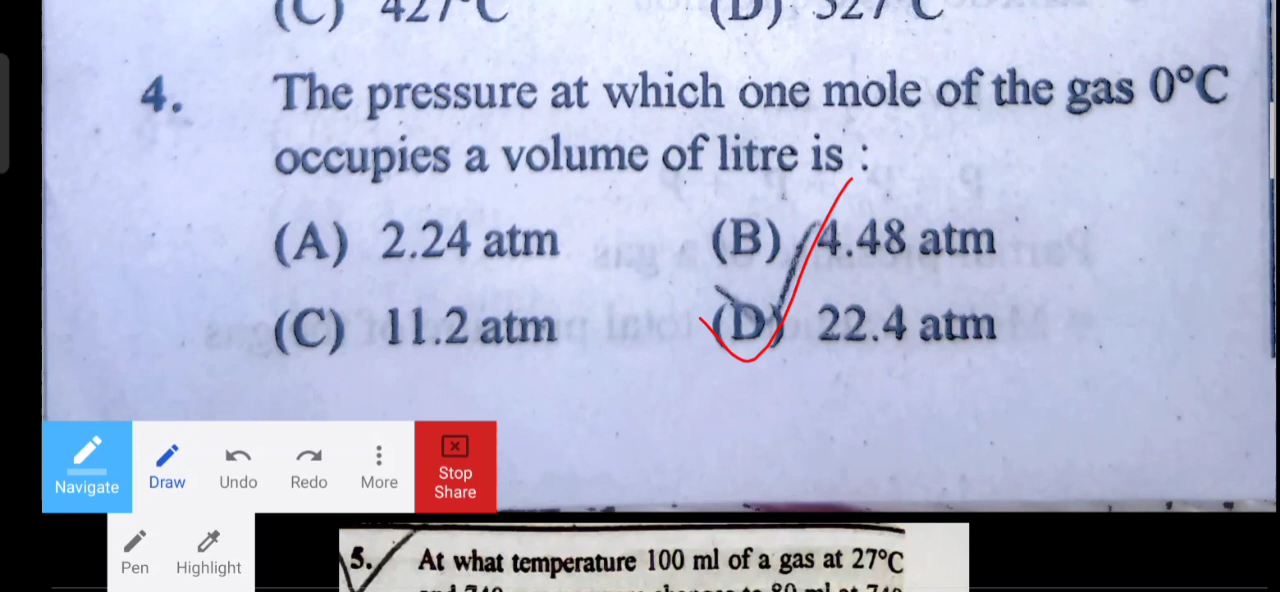 (C) 427°C (D) 327°C
4. The pressure at which one mole of the gas 0°C
occupies a volume of litre is :
(A) 2.24 atm (B) 4.48 atm
(C) 11.2 atm (D) 22.4 atm
Navigate Draw Undo Redo More Stop Share
Pen Highlight
5. At what temperature 100 ml of a gas at 27°C